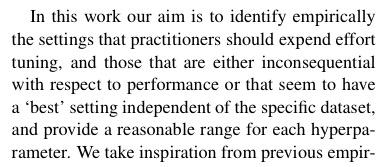 In this work our aim is to identify empirically
the settings that practitioners should expend effort
tuning, and those that are either inconsequential
with respect to performance or that seem to have
a ‘best’ setting independent of the specific dataset,
and provide a reasonable range for each hyperpa-
rameter. We take inspiration from previous empir-